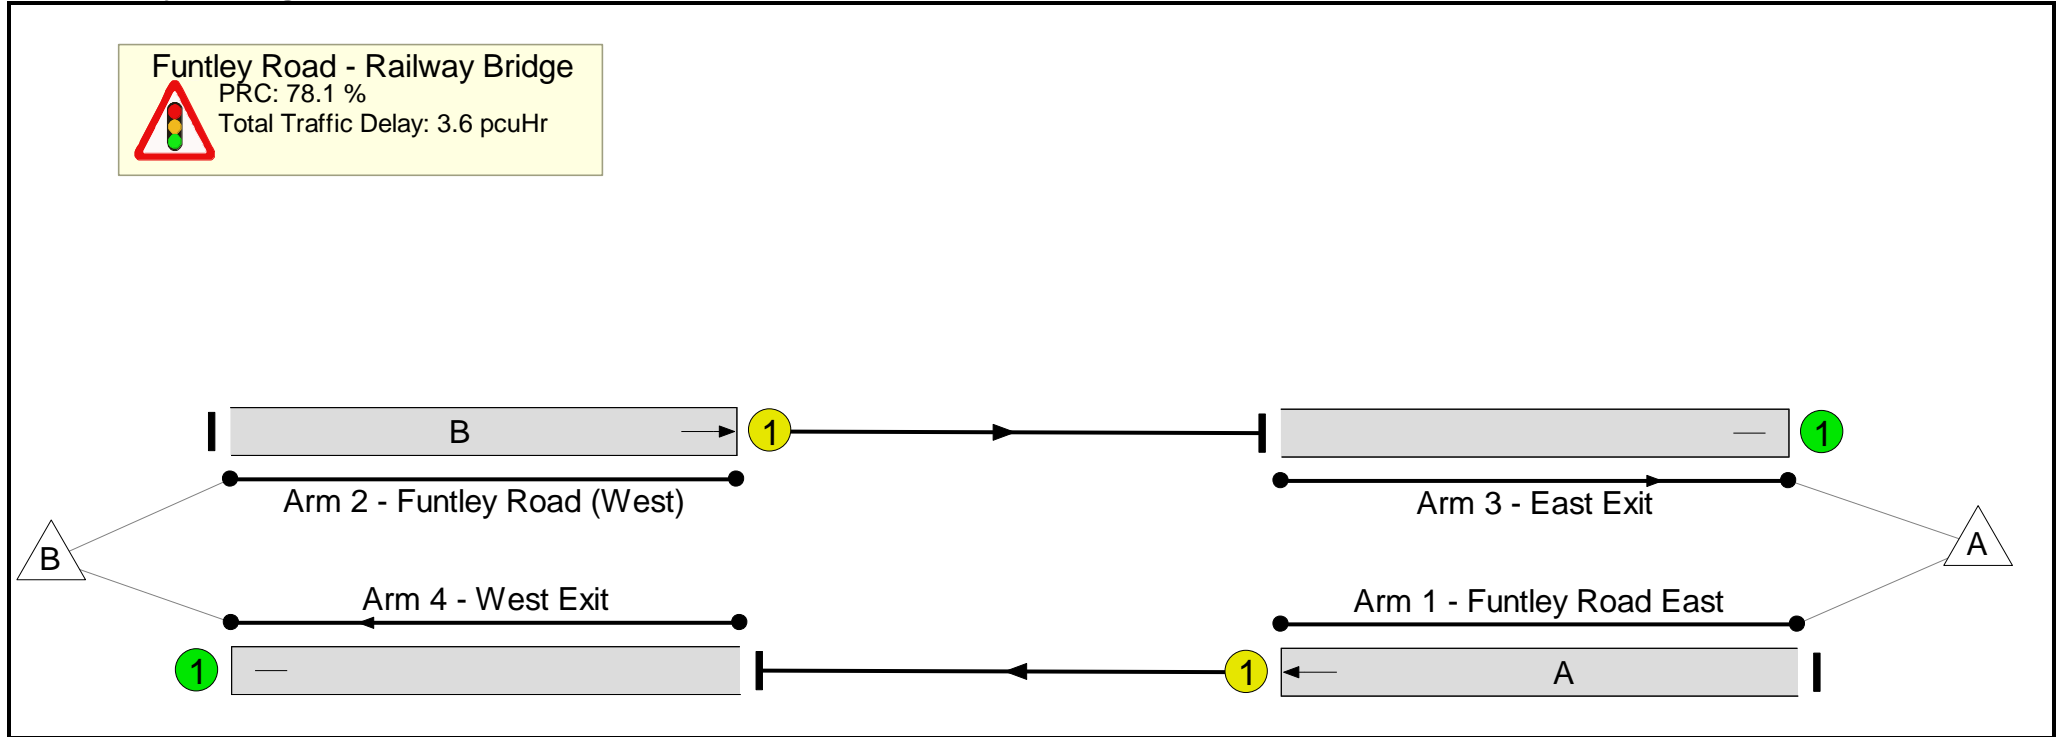 Funtley Road - Railway Bridge
PRC: 78.1 %
Total Traffic Delay: 3.6 pcuHr
B
1
1
Arm 2 - Funtley Road (West)
Arm 3 - East Exit
B
A
Arm 4 - West Exit
Arm 1 - Funtley Road East
1
1
A